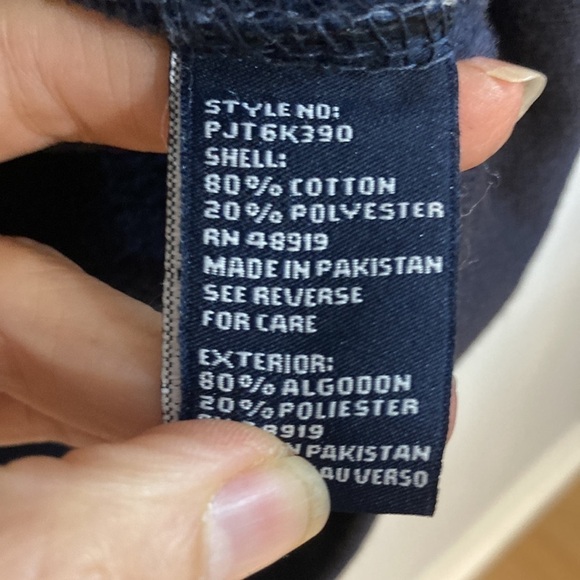 STYLE NO:
PJT6K390
SHELL:
80% COTTON
20% POLYESTER
RN 48919
MADE IN PAKISTAN
SEE REVERSE
FOR CARE
EXTERIOR:
80% ALGODON
20% POLIESTER
8919
N PAKISTAN
AU VERSO